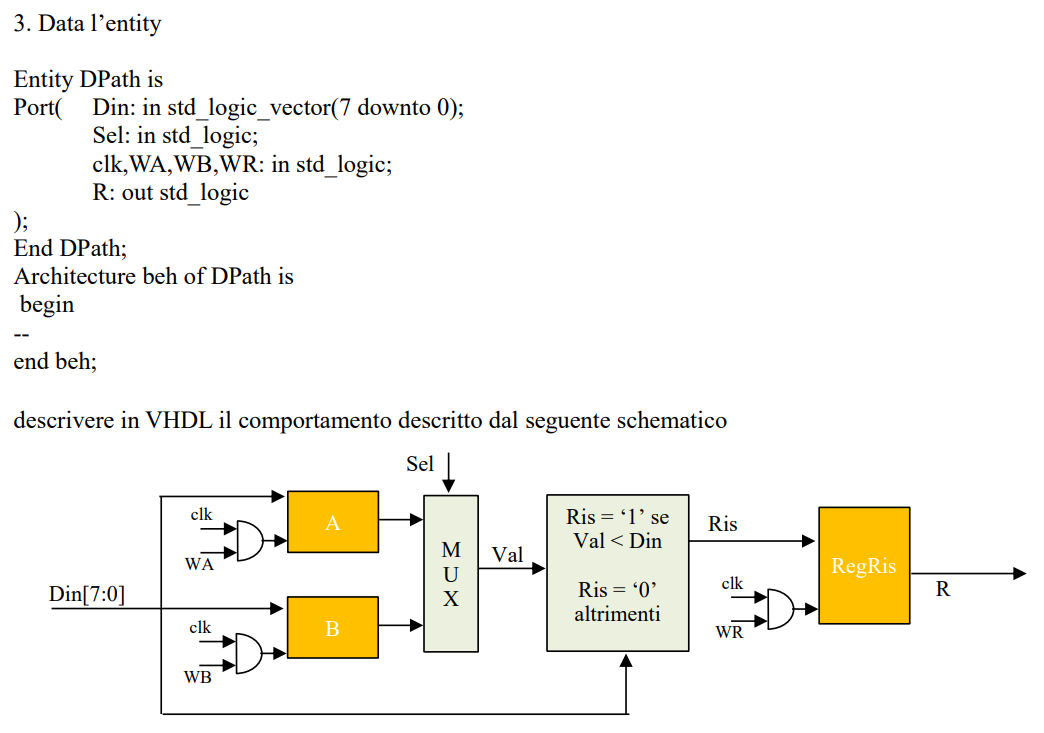 3. Data l’entity
Entity DPath is
Port( Din: in std_logic_vector(7 downto 0);
Sel: in std_logic;
clk,WA,WB,WR: in std_logic;
R: out std_logic
);
End DPath;
Architecture beh of DPath is
begin
--
end beh;
descrivere in VHDL il comportamento descritto dal seguente schematico
Sel
clk
WA
A
Din[7:0]
clk
WB
B
M
U
X
Val
Ris = ‘1’ se
Val < Din
Ris = ‘0’
altrimenti
Ris
clk
WR
RegRis
R